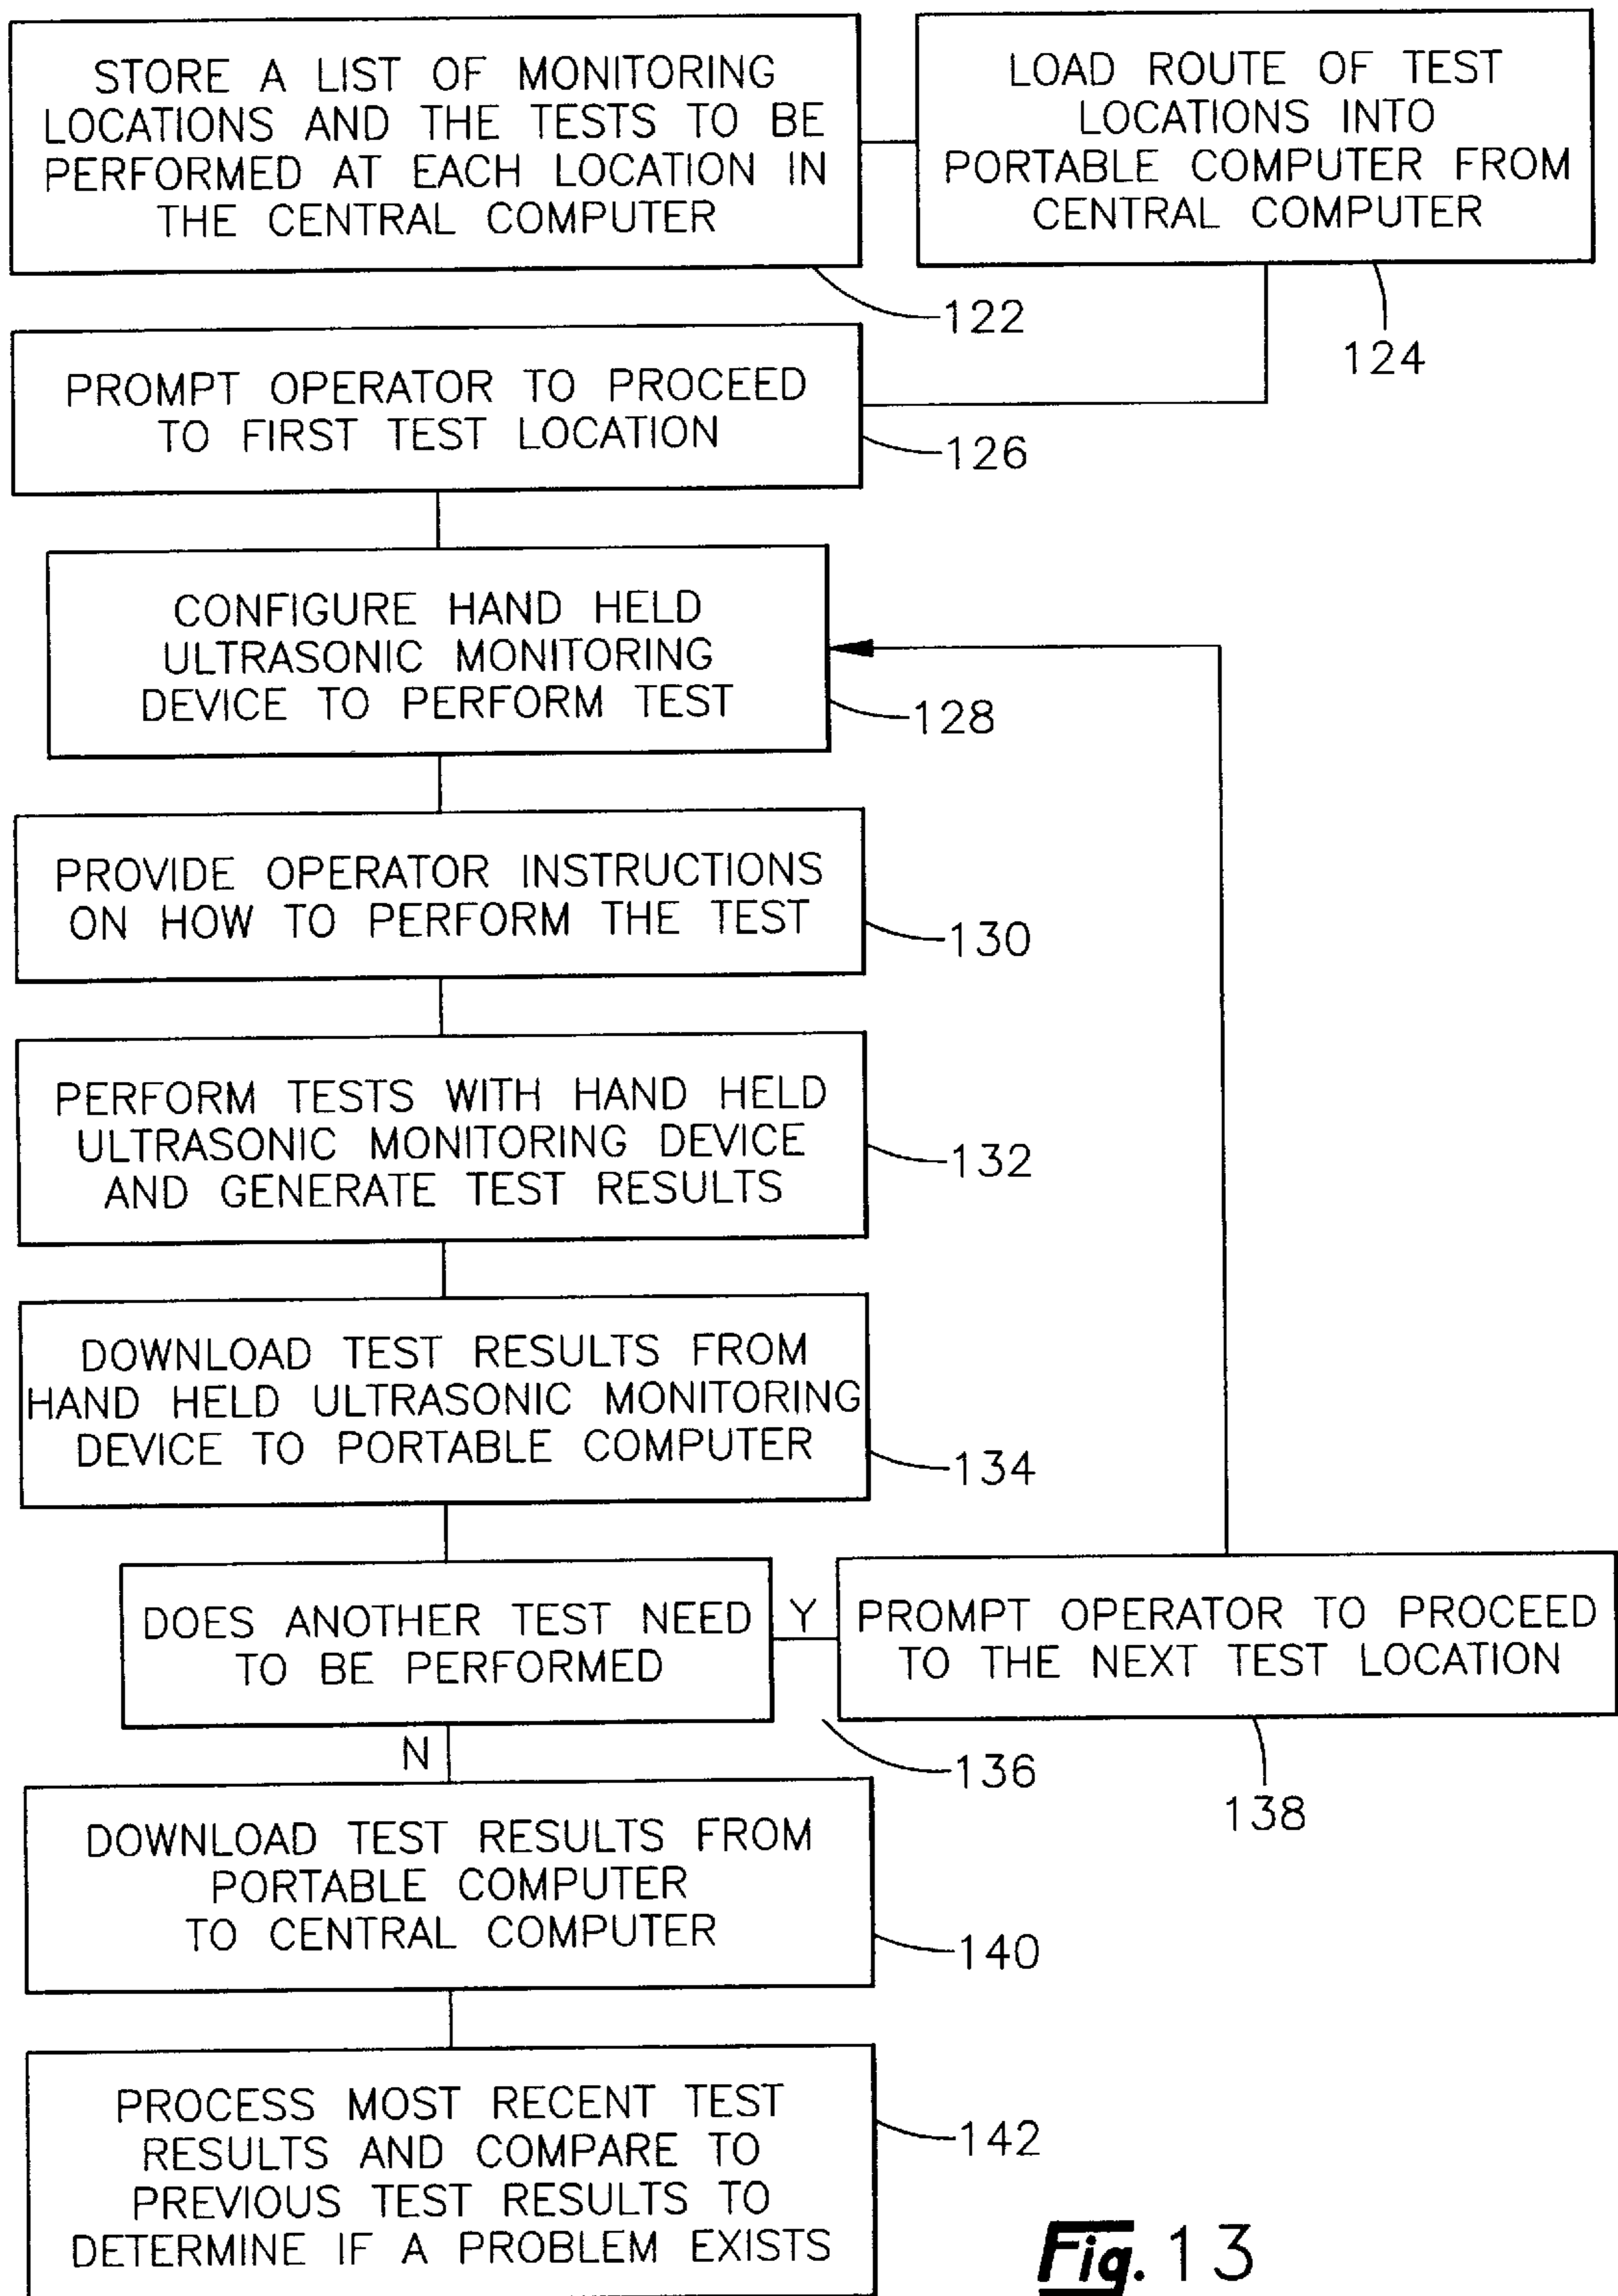 STORE A LIST OF MONITORING
LOCATIONS AND THE TESTS TO BE
PERFORMED AT EACH LOCATION IN
THE CENTRAL COMPUTER
122
LOAD ROUTE OF TEST
LOCATIONS INTO
PORTABLE COMPUTER FROM
CENTRAL COMPUTER
124
PROMPT OPERATOR TO PROCEED
TO FIRST TEST LOCATION
126
CONFIGURE HAND HELD
ULTRASONIC MONITORING
DEVICE TO PERFORM TEST
128
PROVIDE OPERATOR INSTRUCTIONS
ON HOW TO PERFORM THE TEST
130
PERFORM TESTS WITH HAND HELD
ULTRASONIC MONITORING DEVICE
AND GENERATE TEST RESULTS
132
DOWNLOAD TEST RESULTS FROM
HAND HELD ULTRASONIC MONITORING
DEVICE TO PORTABLE COMPUTER
134
DOES ANOTHER TEST NEED
TO BE PERFORMED
136
Y
PROMPT OPERATOR TO PROCEED
TO THE NEXT TEST LOCATION
138
N
DOWNLOAD TEST RESULTS FROM
PORTABLE COMPUTER
TO CENTRAL COMPUTER
140
PROCESS MOST RECENT TEST
RESULTS AND COMPARE TO
PREVIOUS TEST RESULTS TO
DETERMINE IF A PROBLEM EXISTS
142
Fig. 13